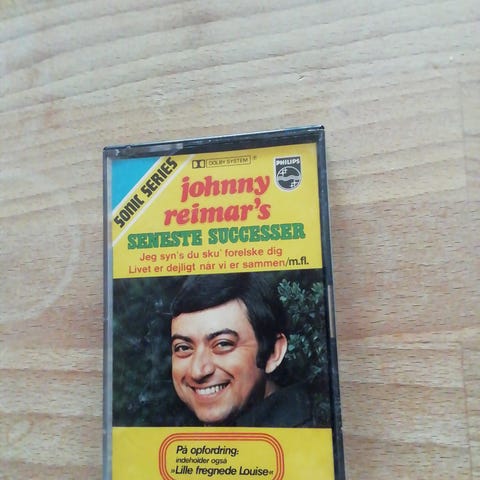 SONIC SERIES
DOLBY SYSTEM ®
PHILIPS
johnny
reimar's
SENESTE SUCCESSER
Jeg syn's du sku' forelske dig
Livet er dejligt når vi er sammen/m.fl.
På opfordring:
indeholder også
»Lille fregnede Louise«